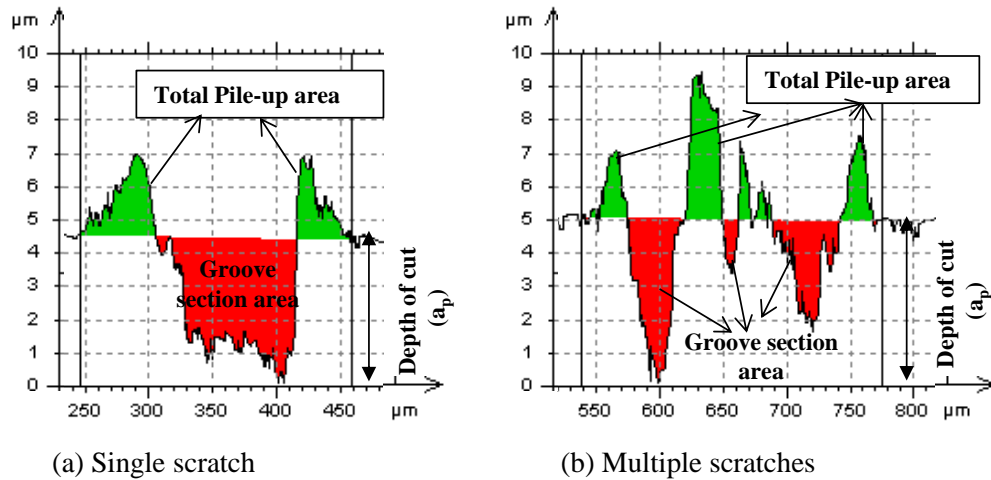 µm
10
9
8
7
6
5
4
3
2
1
0
250 300 350 400 450
µm
Total Pile-up area
Groove
section area
Depth of cut
(ap)
(a) Single scratch
µm
10
9
8
7
6
5
4
3
2
1
0
550 600 650 700 750 800
µm
Total Pile-up area
Groove section
area
Depth of cut
(ap)
(b) Multiple scratches